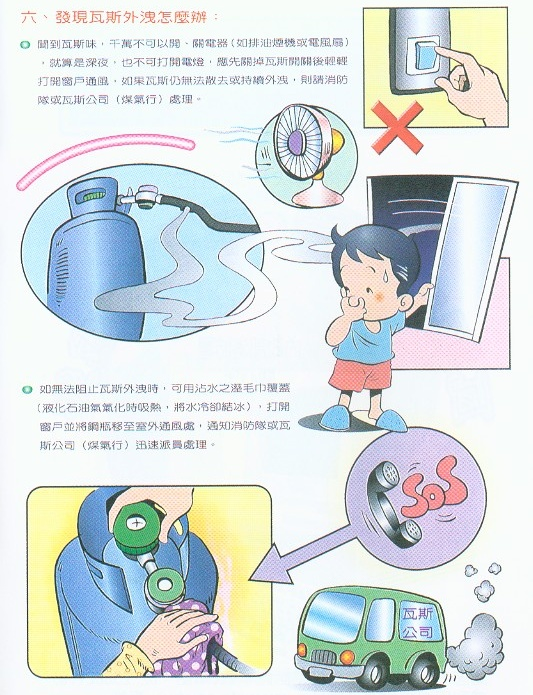 六、發現瓦斯外洩怎麼辦:
聞到瓦斯味,千萬不可以開、關電器(如排油煙機或電風扇)
,就算是深夜,也不可打開電燈,應先關掉瓦斯開關後輕輕
打開窗戶通風,如果瓦斯仍無法散去或持續外洩,則請消防
隊或瓦斯公司(煤氣行)處理。
如無法阻止瓦斯外洩時,可用沾水之溼毛巾覆蓋
(液化石油氣氣化時吸熱,將水冷卻結冰),打開
窗戶並將鋼瓶移至室外通風處,通知消防隊或瓦
斯公司(煤氣行)迅速派員處理。
SOS
瓦斯
公司